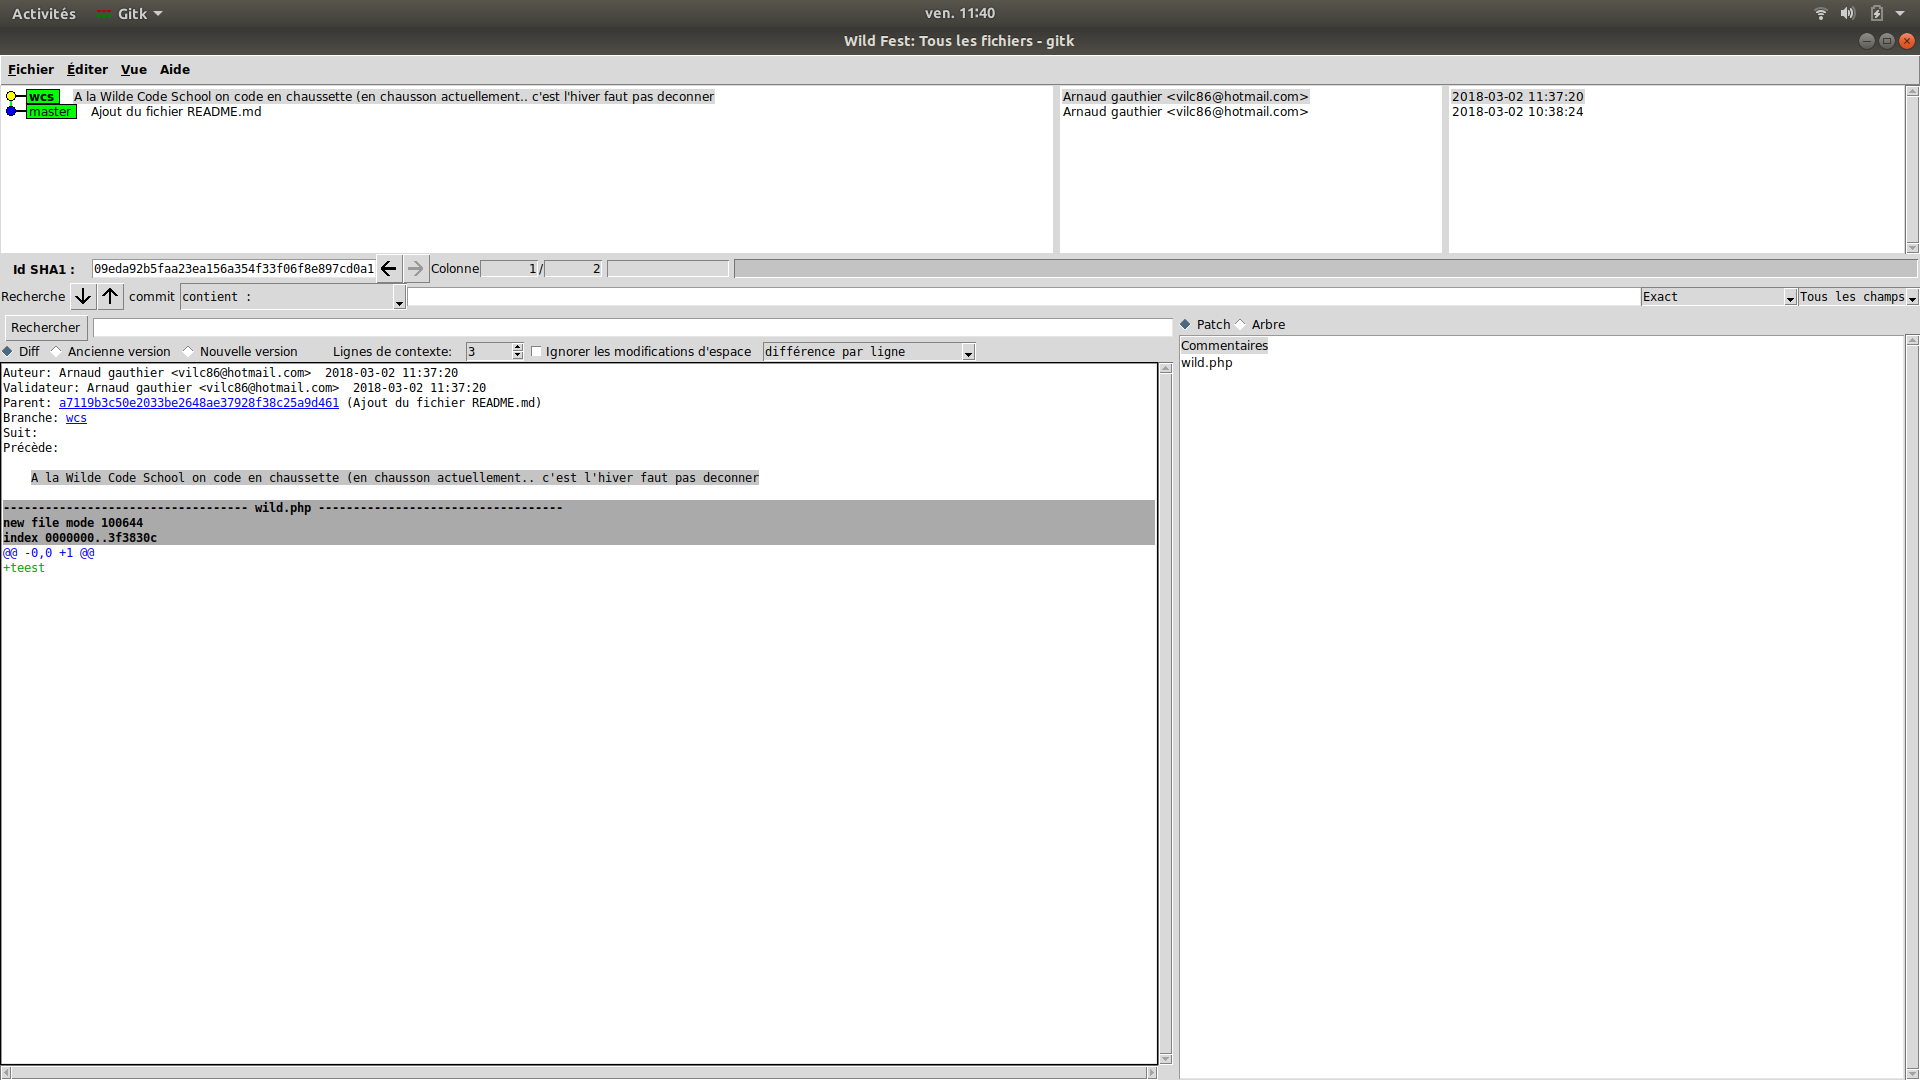 Activités Gitk ven. 11:40
Wild Fest: Tous les fichiers - gitk
Fichier Éditer Vue Aide
wcs A la Wilde Code School on code en chaussette (en chausson actuellement.. c'est l'hiver faut pas deconner Arnaud gauthier <vilc86@hotmail.com> 2018-03-02 11:37:20
master Ajout du fichier README.md Arnaud gauthier <vilc86@hotmail.com> 2018-03-02 10:38:24
Id SHA1 : 09eda92b5faa23ea156a354f33f06f8e897cd0a1 Colonne 1 / 2
Recherche commit contient : Exact Tous les champs
Rechercher
Patch Arbre
Diff Ancienne version Nouvelle version Lignes de contexte: 3 Ignorer les modifications d'espace différence par ligne
Commentaires
wild.php
Auteur: Arnaud gauthier <vilc86@hotmail.com> 2018-03-02 11:37:20
Validateur: Arnaud gauthier <vilc86@hotmail.com> 2018-03-02 11:37:20
Parent: a7119b3c50e2033be2648ae37928f38c25a9d461 (Ajout du fichier README.md)
Branche: wcs
Suit:
Précède:
A la Wilde Code School on code en chaussette (en chausson actuellement.. c'est l'hiver faut pas deconner
----------------------------------- wild.php -----------------------------------
new file mode 100644
index 0000000..3f3830c
@@ -0,0 +1 @@
+teest